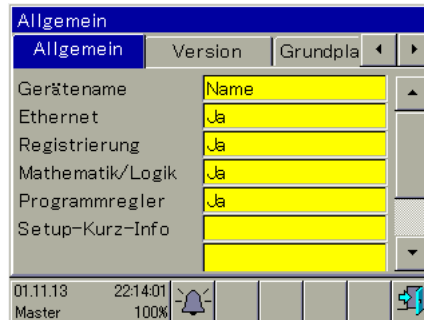 Allgemein
Allgemein Version Grundpla
Gerätename Name
Ethernet Ja
Registrierung Ja
Mathematik/Logik Ja
Programmregler Ja
Setup-Kurz-Info
01.11.13 22:14:01
Master 100%